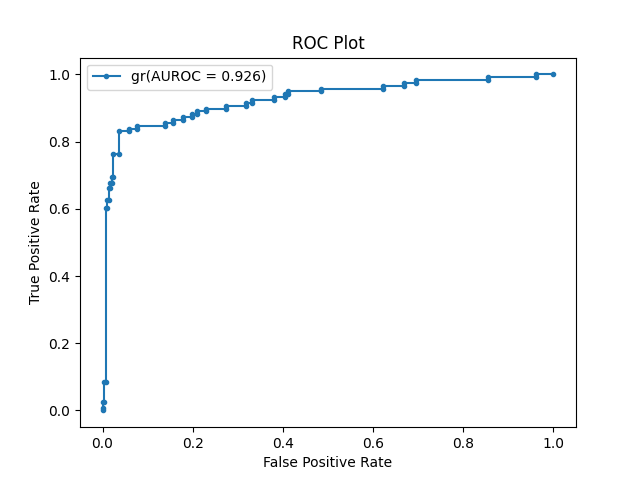 ROC Plot
gr(AUROC = 0.926)
1.0
0.8
0.6
0.4
0.2
0.0
True Positive Rate
0.0 0.2 0.4 0.6 0.8 1.0
False Positive Rate